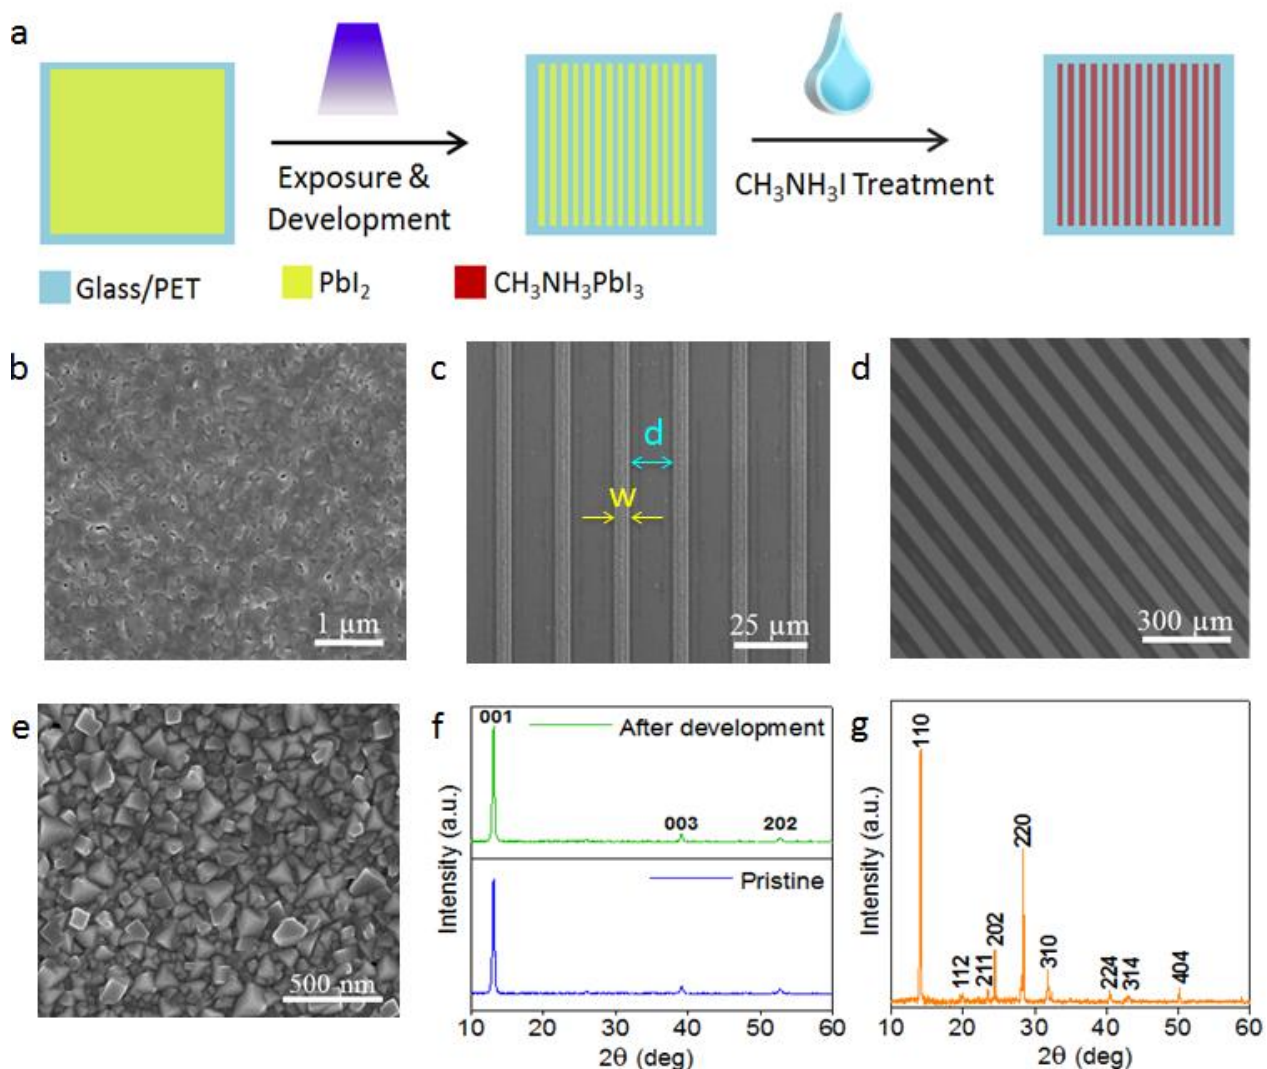 a
Exposure &
Development
CH₃NH₃I Treatment
Glass/PET
PbI₂
CH₃NH₃PbI₃
b
1 µm
c
d
w
25 µm
d
300 µm
e
500 nm
f
001
After development
003
202
Pristine
Intensity (a.u.)
10 20 30 40 50 60
2θ (deg)
g
110
112
211
202
220
310
224
314
404
Intensity (a.u.)
10 20 30 40 50 60
2θ (deg)